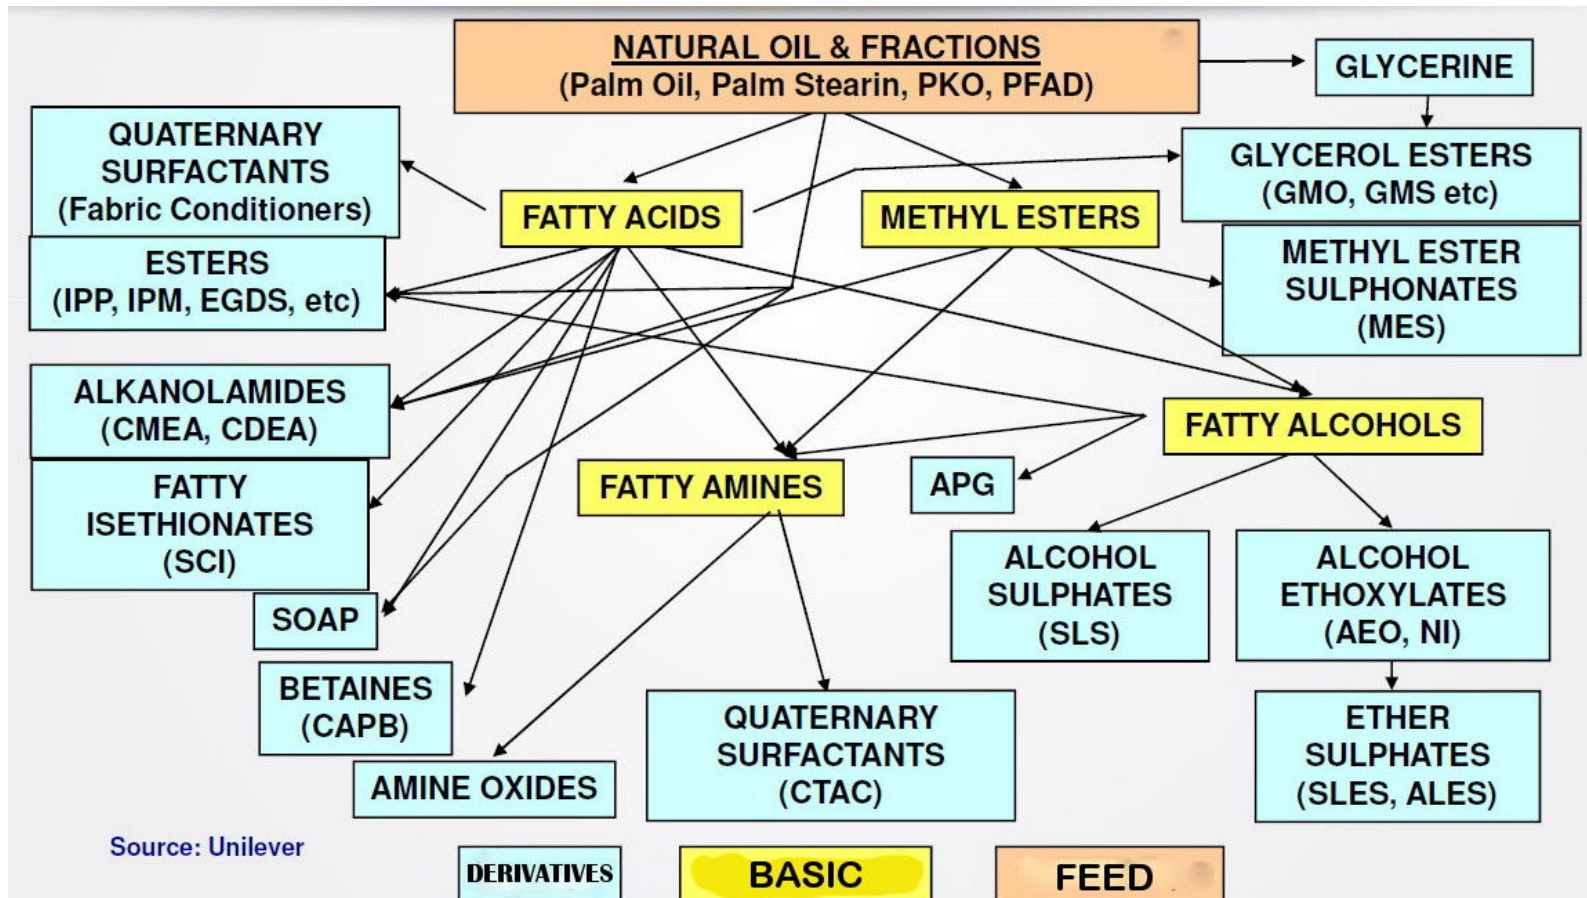 NATURAL OIL & FRACTIONS
(Palm Oil, Palm Stearin, PKO, PFAD)
GLYCERINE
QUATERNARY
SURFACTANTS
(Fabric Conditioners)
FATTY ACIDS
METHYL ESTERS
GLYCEROL ESTERS
(GMO, GMS etc)
ESTERS
(IPP, IPM, EGDS, etc)
METHYL ESTER
SULPHONATES
(MES)
ALKANOLAMIDES
(CMEA, CDEA)
FATTY ALCOHOLS
FATTY
ISETHIONATES
(SCI)
FATTY AMINES
APG
SOAP
ALCOHOL
SULPHATES
(SLS)
ALCOHOL
ETHOXYLATES
(AEO, NI)
BETAINES
(CAPB)
QUATERNARY
SURFACTANTS
(CTAC)
ETHER
SULPHATES
(SLES, ALES)
AMINE OXIDES
Source: Unilever
DERIVATIVES
BASIC
FEED